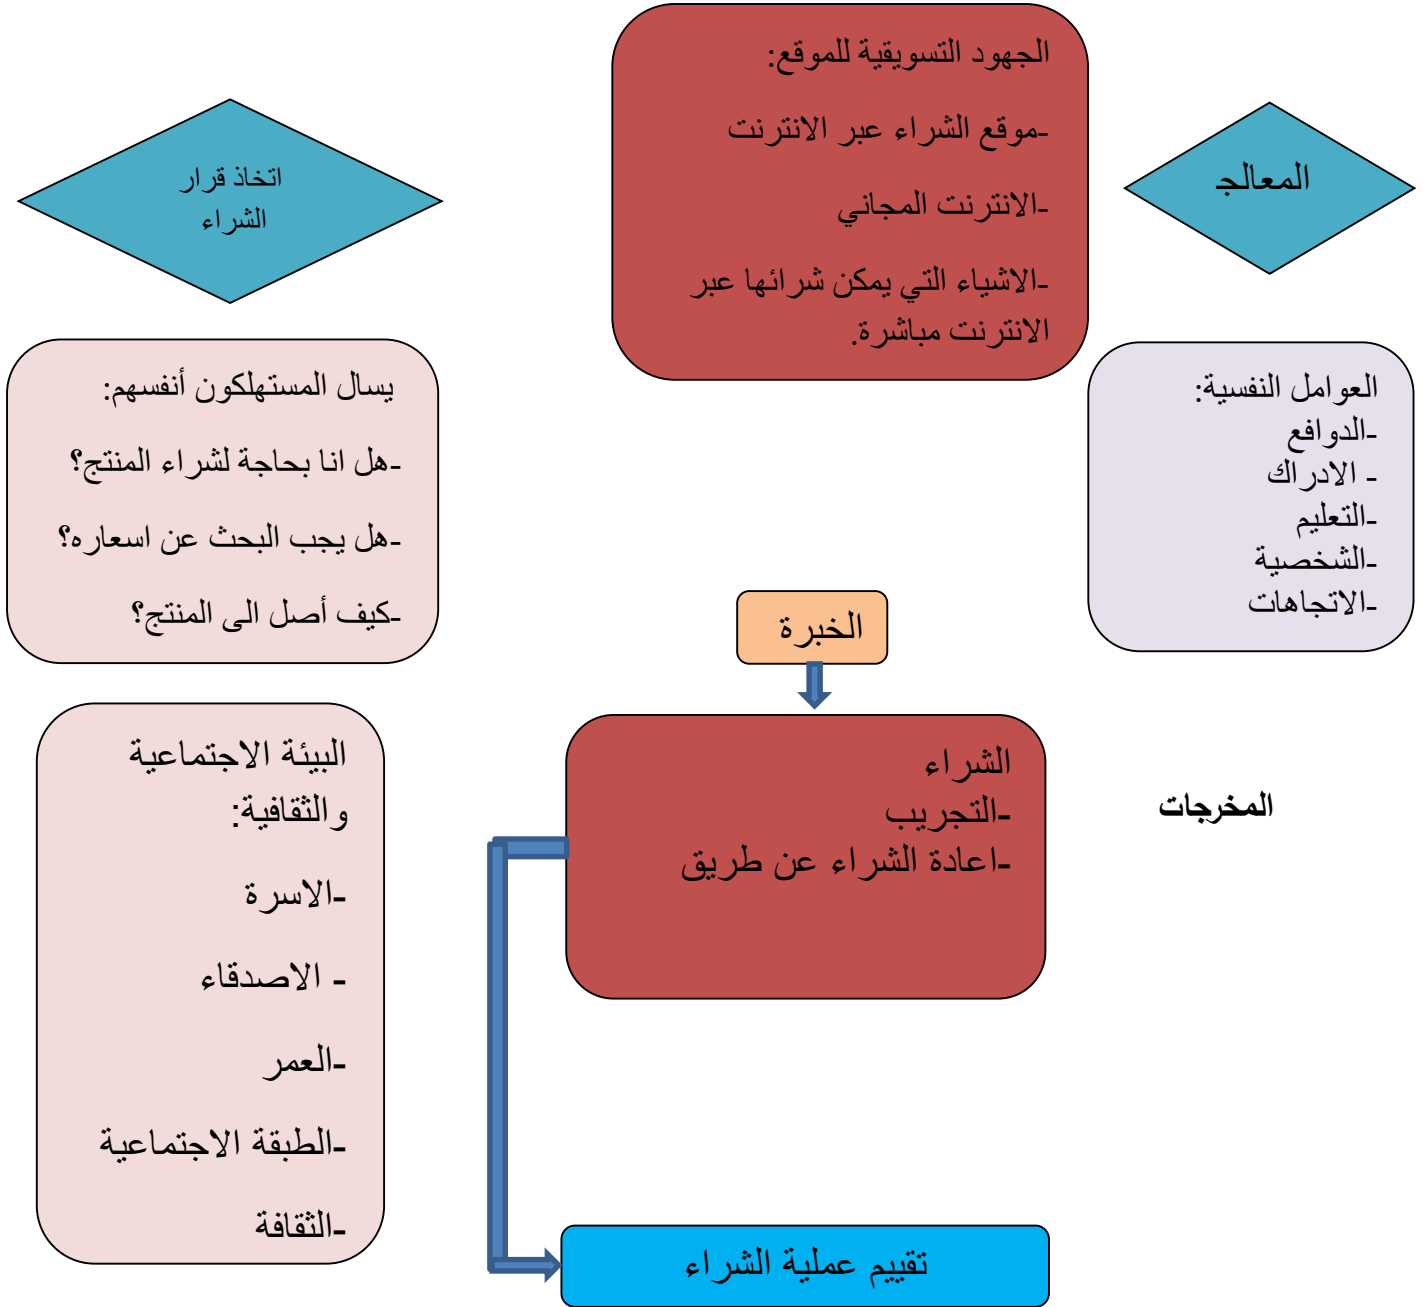 الجهود التسويقية للموقع:
-موقع الشراء عبر الانترنت
-الانترنت المجاني
-الاشياء التي يمكن شرائها عبر
الانترنت مباشرة.
المعالج
اتخاذ قرار
الشراء
العوامل النفسية:
-الدوافع
- الادراك
-التعليم
-الشخصية
-الاتجاهات
يسال المستهلكون أنفسهم:
-هل انا بحاجة لشراء المنتج؟
-هل يجب البحث عن اسعاره؟
-كيف أصل الى المنتج؟
الخبرة
المخرجات
الشراء
-التجريب
-اعادة الشراء عن طريق
البيئة الاجتماعية
والثقافية:
-الاسرة
- الاصدقاء
-العمر
-الطبقة الاجتماعية
-الثقافة
تقييم عملية الشراء